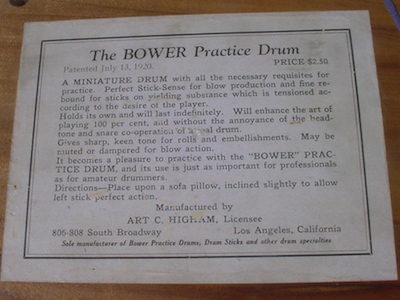 The BOWER Practice Drum
Patented July 13, 1920. PRICE $2.50
A MINIATURE DRUM with all the necessary requisites for
practice. Perfect Stick-Sense for blow production and fine re-
bound for sticks on yielding substance which is tensioned ac-
cording to the desire of the player.
Holds its own and will last indefinitely. Will enhance the art of
playing 100 per cent, and without the annoyance of the head-
tone and snare co-operation of a real drum.
Gives sharp, keen tone for rolls and embellishments. May be
muted or dampered for blow action.
It becomes a pleasure to practice with the "BOWER" PRAC-
TICE DRUM, and its use is just as important for professionals
as for amateur drummers.
Directions—Place upon a sofa pillow, inclined slightly to allow
left stick perfect action.
Manufactured by
ART C. HIGHAM, Licensee
806-808 South Broadway Los Angeles, California
Sole manufacturer of Bower Practice Drums, Drum Sticks and other drum specialties